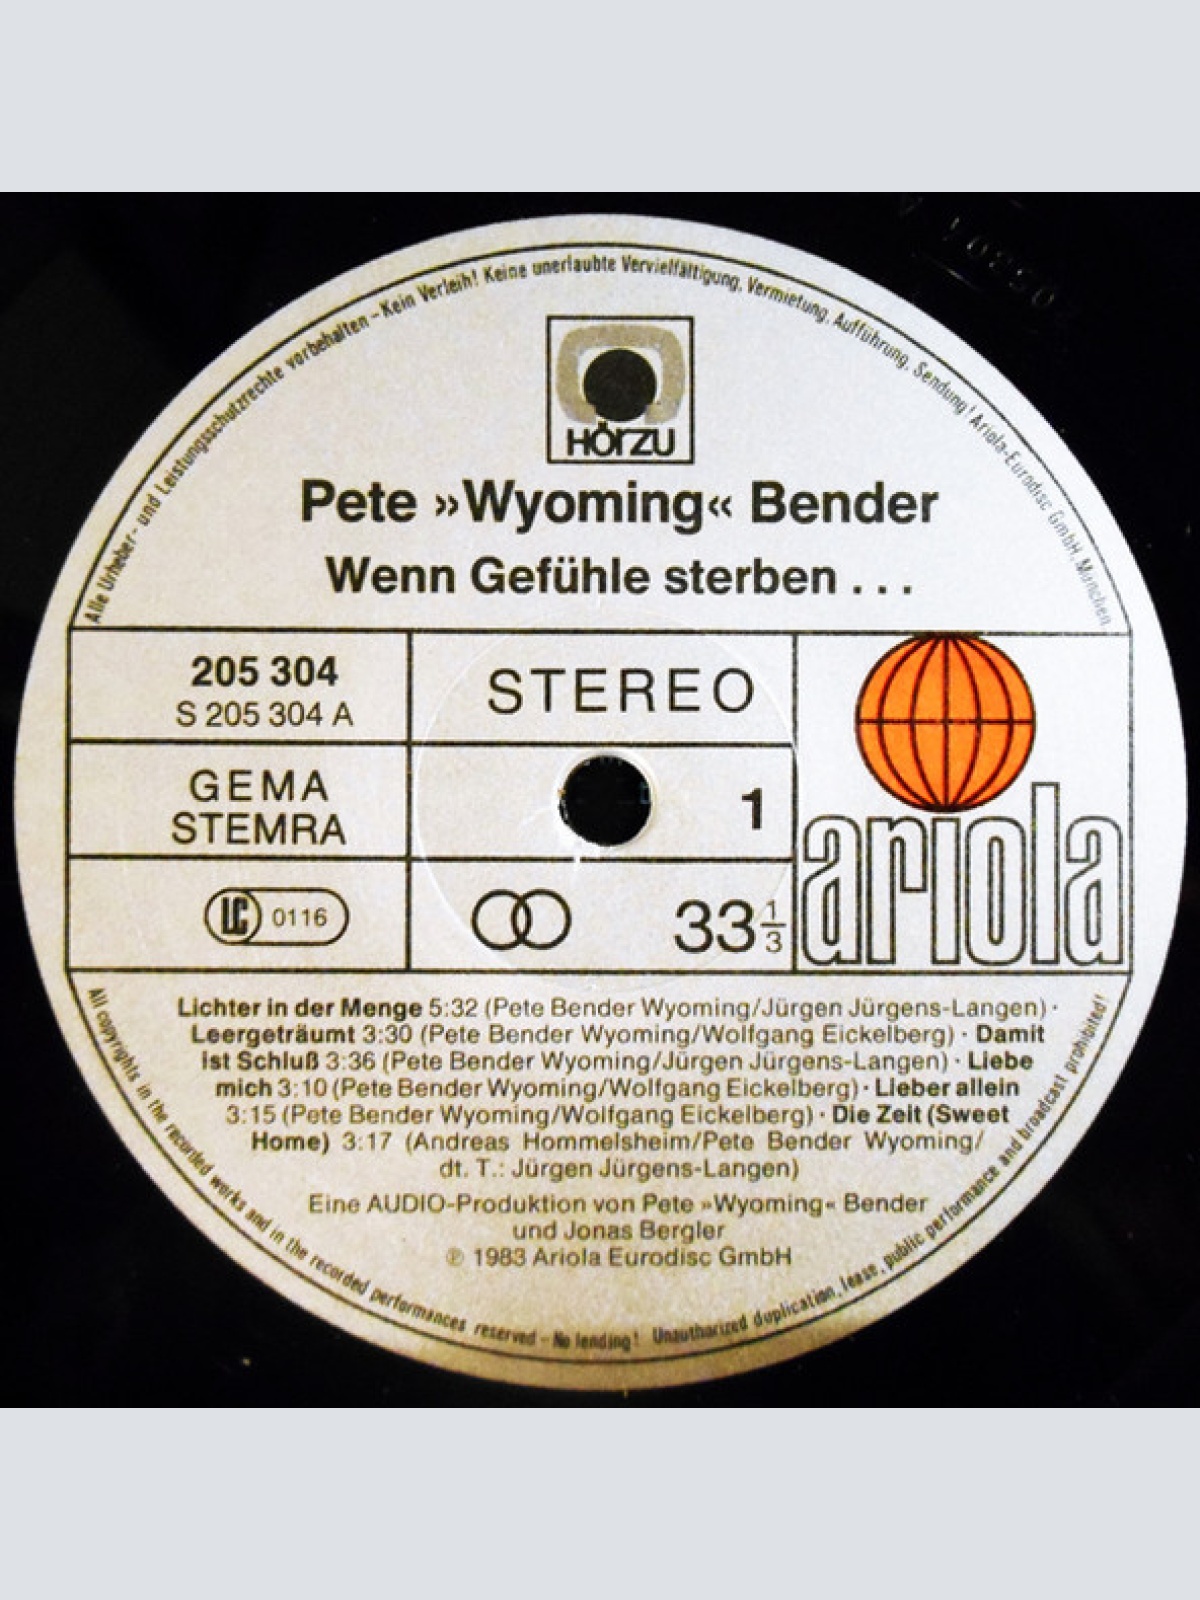 Alle Urheber- und Leistungsschutzrechte vorbehalten – Kein Verleih! Keine unerlaubte Vervielfältigung, Vermietung, Aufführung, Sendung! Ariola-Eurodisc GmbH, München
HÖRZU
Pete »Wyoming« Bender
Wenn Gefühle sterben . . .
205 304
S 205 304 A
STEREO
GEMA
STEMRA
1
LC 0116
33 1/3
ariola
Lichter in der Menge 5:32 (Pete Bender Wyoming/Jürgen Jürgens-Langen) ·
Leergeträumt 3:30 (Pete Bender Wyoming/Wolfgang Eickelberg) · Damit
ist Schluß 3:36 (Pete Bender Wyoming/Jürgen Jürgens-Langen) · Liebe
mich 3:10 (Pete Bender Wyoming/Wolfgang Eickelberg) · Lieber allein
3:15 (Pete Bender Wyoming/Wolfgang Eickelberg) · Die Zeit (Sweet
Home) 3:17 (Andreas Hommelsheim/Pete Bender Wyoming/
dt. T.: Jürgen Jürgens-Langen)
Eine AUDIO-Produktion von Pete »Wyoming« Bender
und Jonas Bergler
℗ 1983 Ariola Eurodisc GmbH
All copyrights in the recorded works and in the recorded performances reserved – No lending! Unauthorized duplication, lease, public performance and broadcast prohibited!